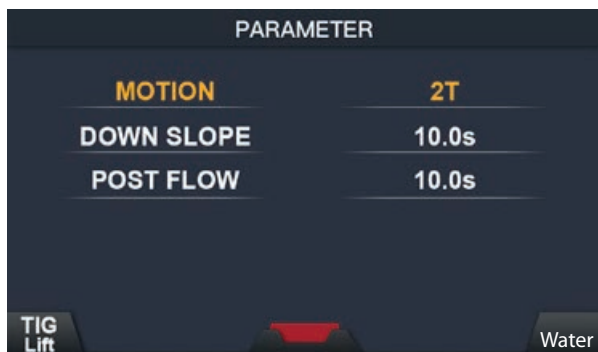 PARAMETER
MOTION 2T
DOWN SLOPE 10.0s
POST FLOW 10.0s
TIG
Lift
Water